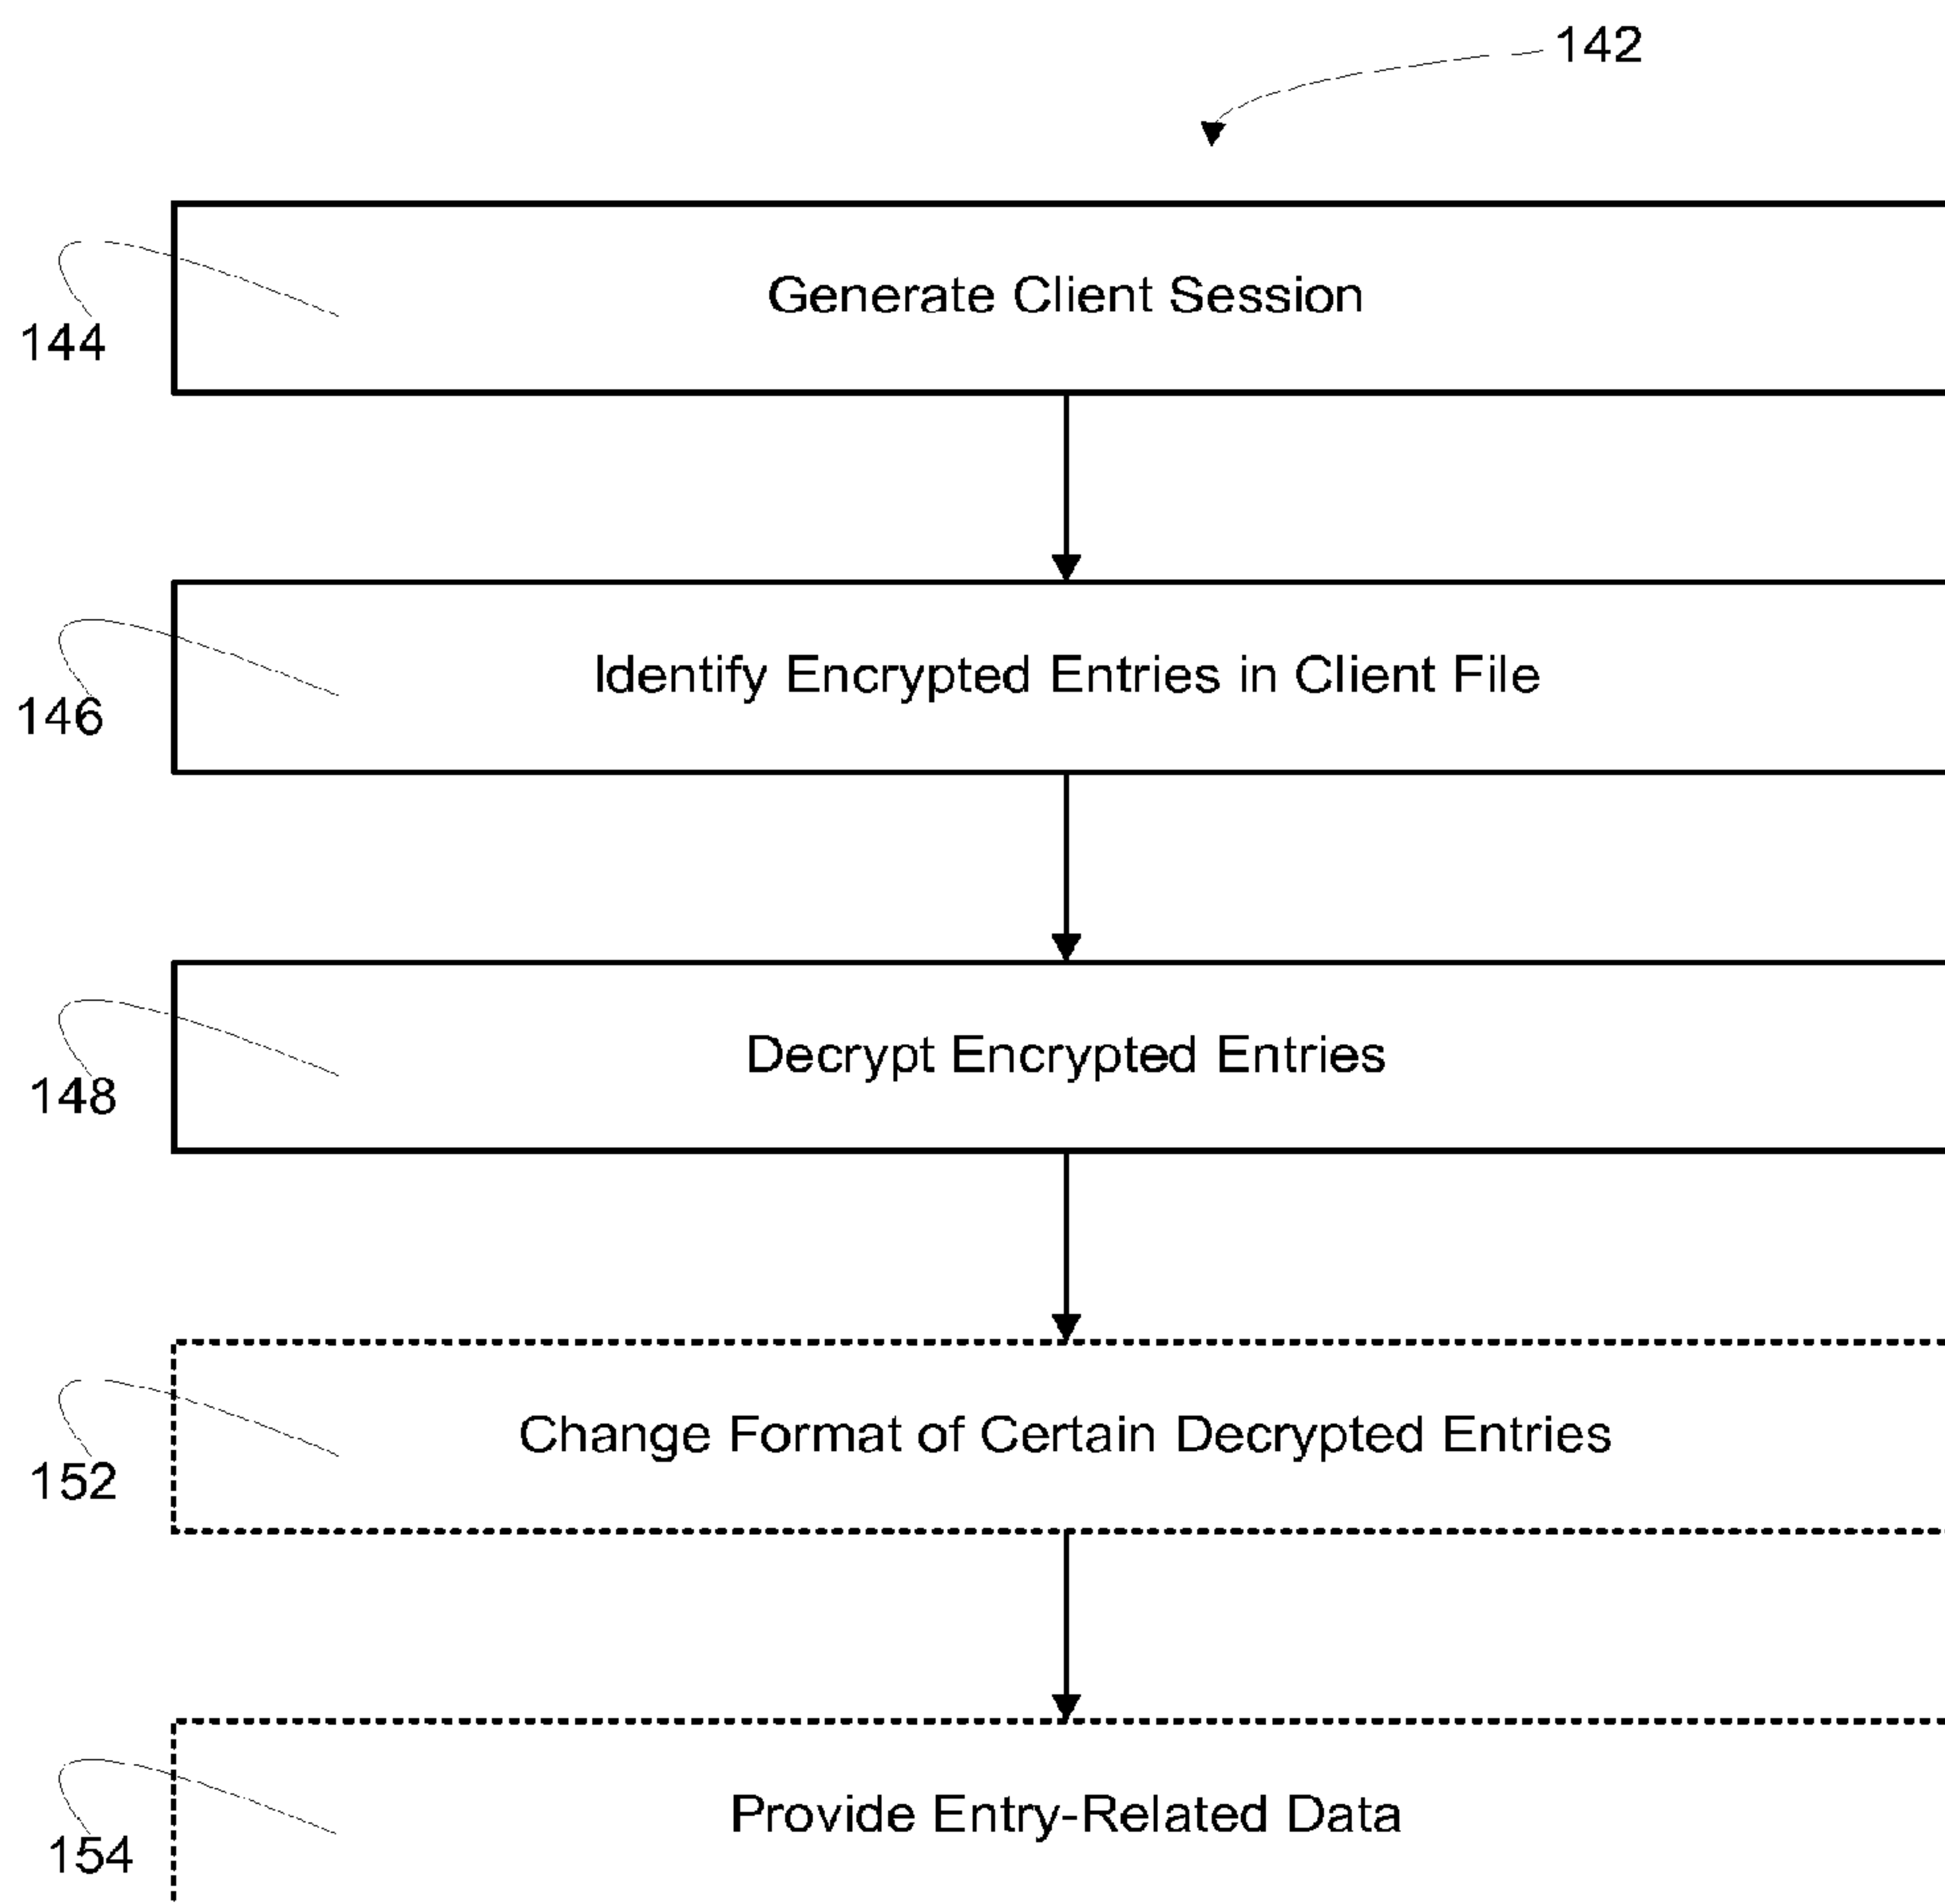 142
Generate Client Session
144
Identify Encrypted Entries in Client File
146
Decrypt Encrypted Entries
148
Change Format of Certain Decrypted Entries
152
Provide Entry-Related Data
154